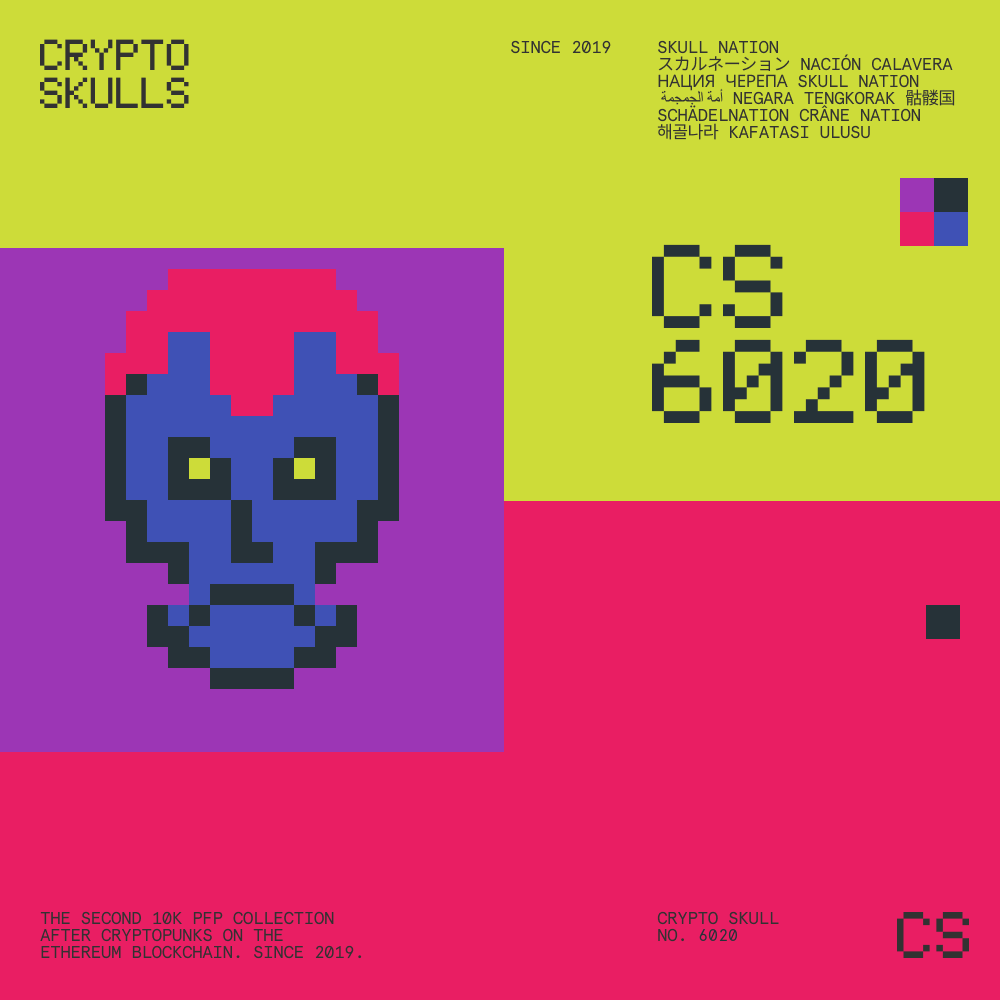 CRYPTO
SKULLS
SINCE 2019
SKULL NATION
スカルネーション NACIÓN CALAVERA
НАЦИЯ ЧЕРЕПА SKULL NATION
أمة الجمجمة NEGARA TENGKORAK 骷髅国
SCHÄDELNATION CRÂNE NATION
해골나라 KAFATASI ULUSU
CS
6020
THE SECOND 10K PFP COLLECTION
AFTER CRYPTOPUNKS ON THE
ETHEREUM BLOCKCHAIN. SINCE 2019.
CRYPTO SKULL
NO. 6020
CS